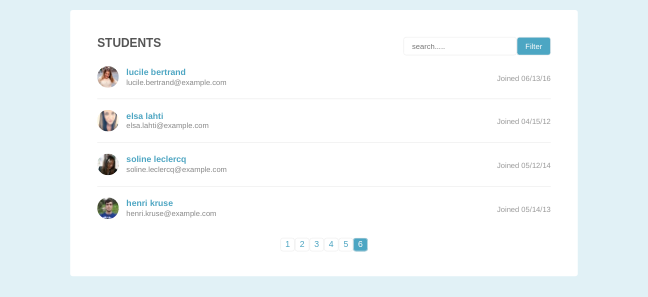 STUDENTS
search..... Filter
lucile bertrand
lucile.bertrand@example.com
Joined 06/13/16
elsa lahti
elsa.lahti@example.com
Joined 04/15/12
soline leclercq
soline.leclercq@example.com
Joined 05/12/14
henri kruse
henri.kruse@example.com
Joined 05/14/13
1 2 3 4 5 6